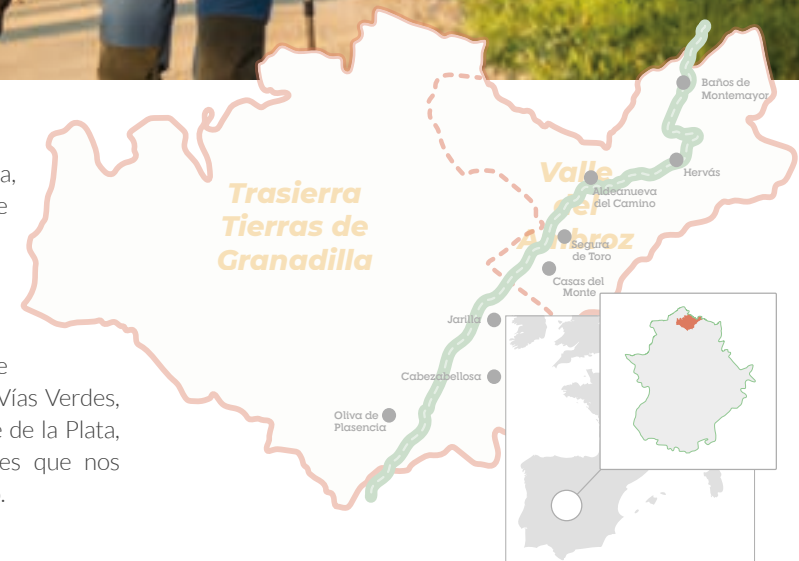 a,
e
e
Vías Verdes,
e de la Plata,
es que nos
.
Trasierra
Tierras de
Granadilla
Valle
del
Ambroz
Baños de
Montemayor
Hervás
Aldeanueva
del Camino
Segura
de Toro
Casas del
Monte
Jarilla
Cabezabellosa
Oliva de
Plasencia